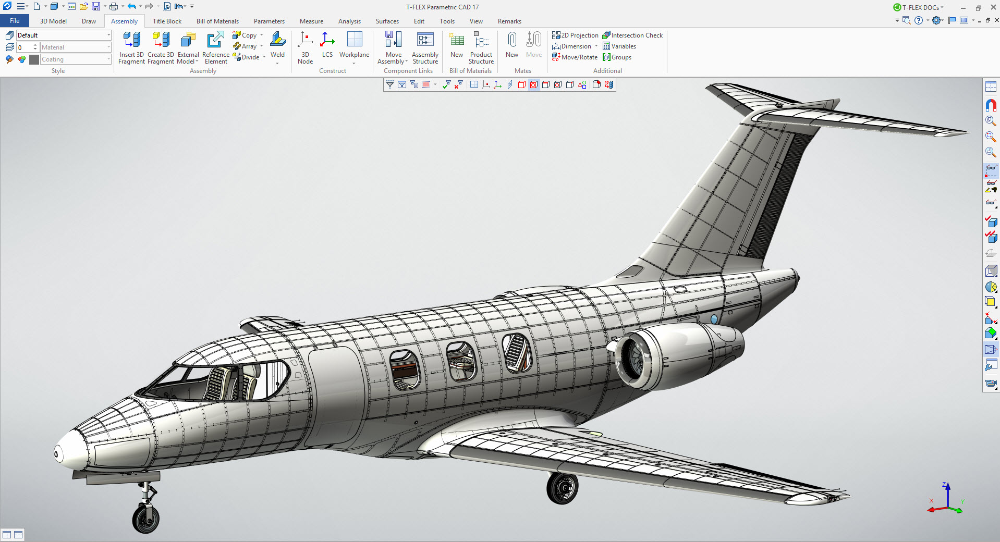 T-FLEX Parametric CAD 17
T-FLEX DOCs
File
3D Model
Draw
Assembly
Title Block
Bill of Materials
Parameters
Measure
Analysis
Surfaces
Edit
Tools
View
Remarks
Default
0
Material
Coating
Style
Insert 3D
Fragment
Create 3D
Fragment
External
Model
Reference
Element
Copy
Array
Divide
Weld
Assembly
3D
Node
LCS
Workplane
Construct
Move
Assembly
Assembly
Structure
Component Links
New
Product
Structure
Bill of Materials
New
Move
Mates
2D Projection
Dimension
Move/Rotate
Intersection Check
Variables
Groups
Additional
Z
X
Y